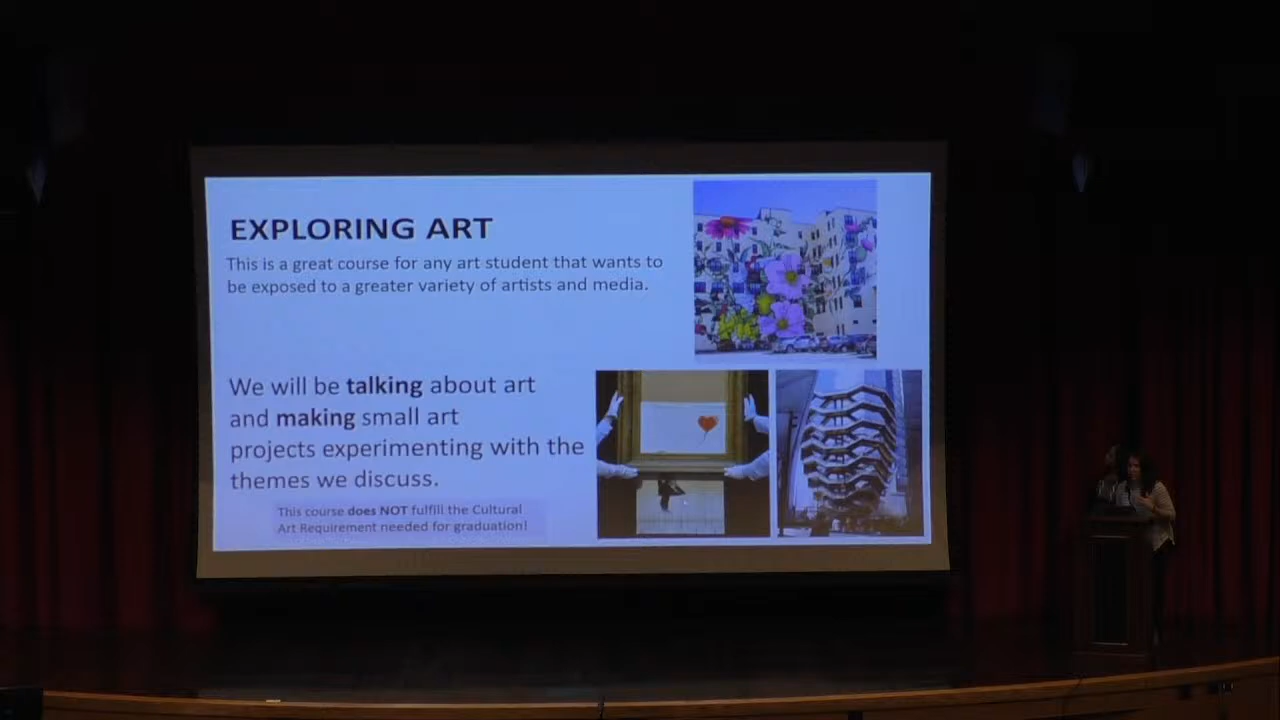 EXPLORING ART
This is a great course for any art student that wants to
be exposed to a greater variety of artists and media.
We will be talking about art
and making small art
projects experimenting with the
themes we discuss.
This course does NOT fulfill the Cultural
Art Requirement needed for graduation!